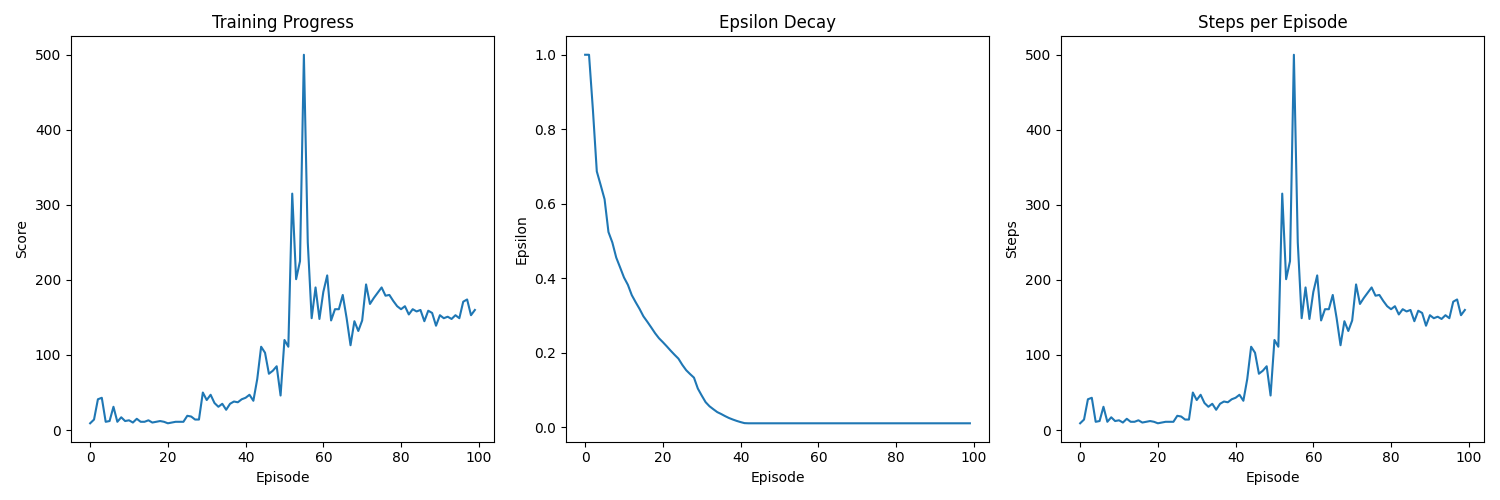 Training Progress
Score
500
400
300
200
100
0
0 20 40 60 80 100
Episode
Epsilon Decay
Epsilon
1.0
0.8
0.6
0.4
0.2
0.0
0 20 40 60 80 100
Episode
Steps per Episode
Steps
500
400
300
200
100
0
0 20 40 60 80 100
Episode